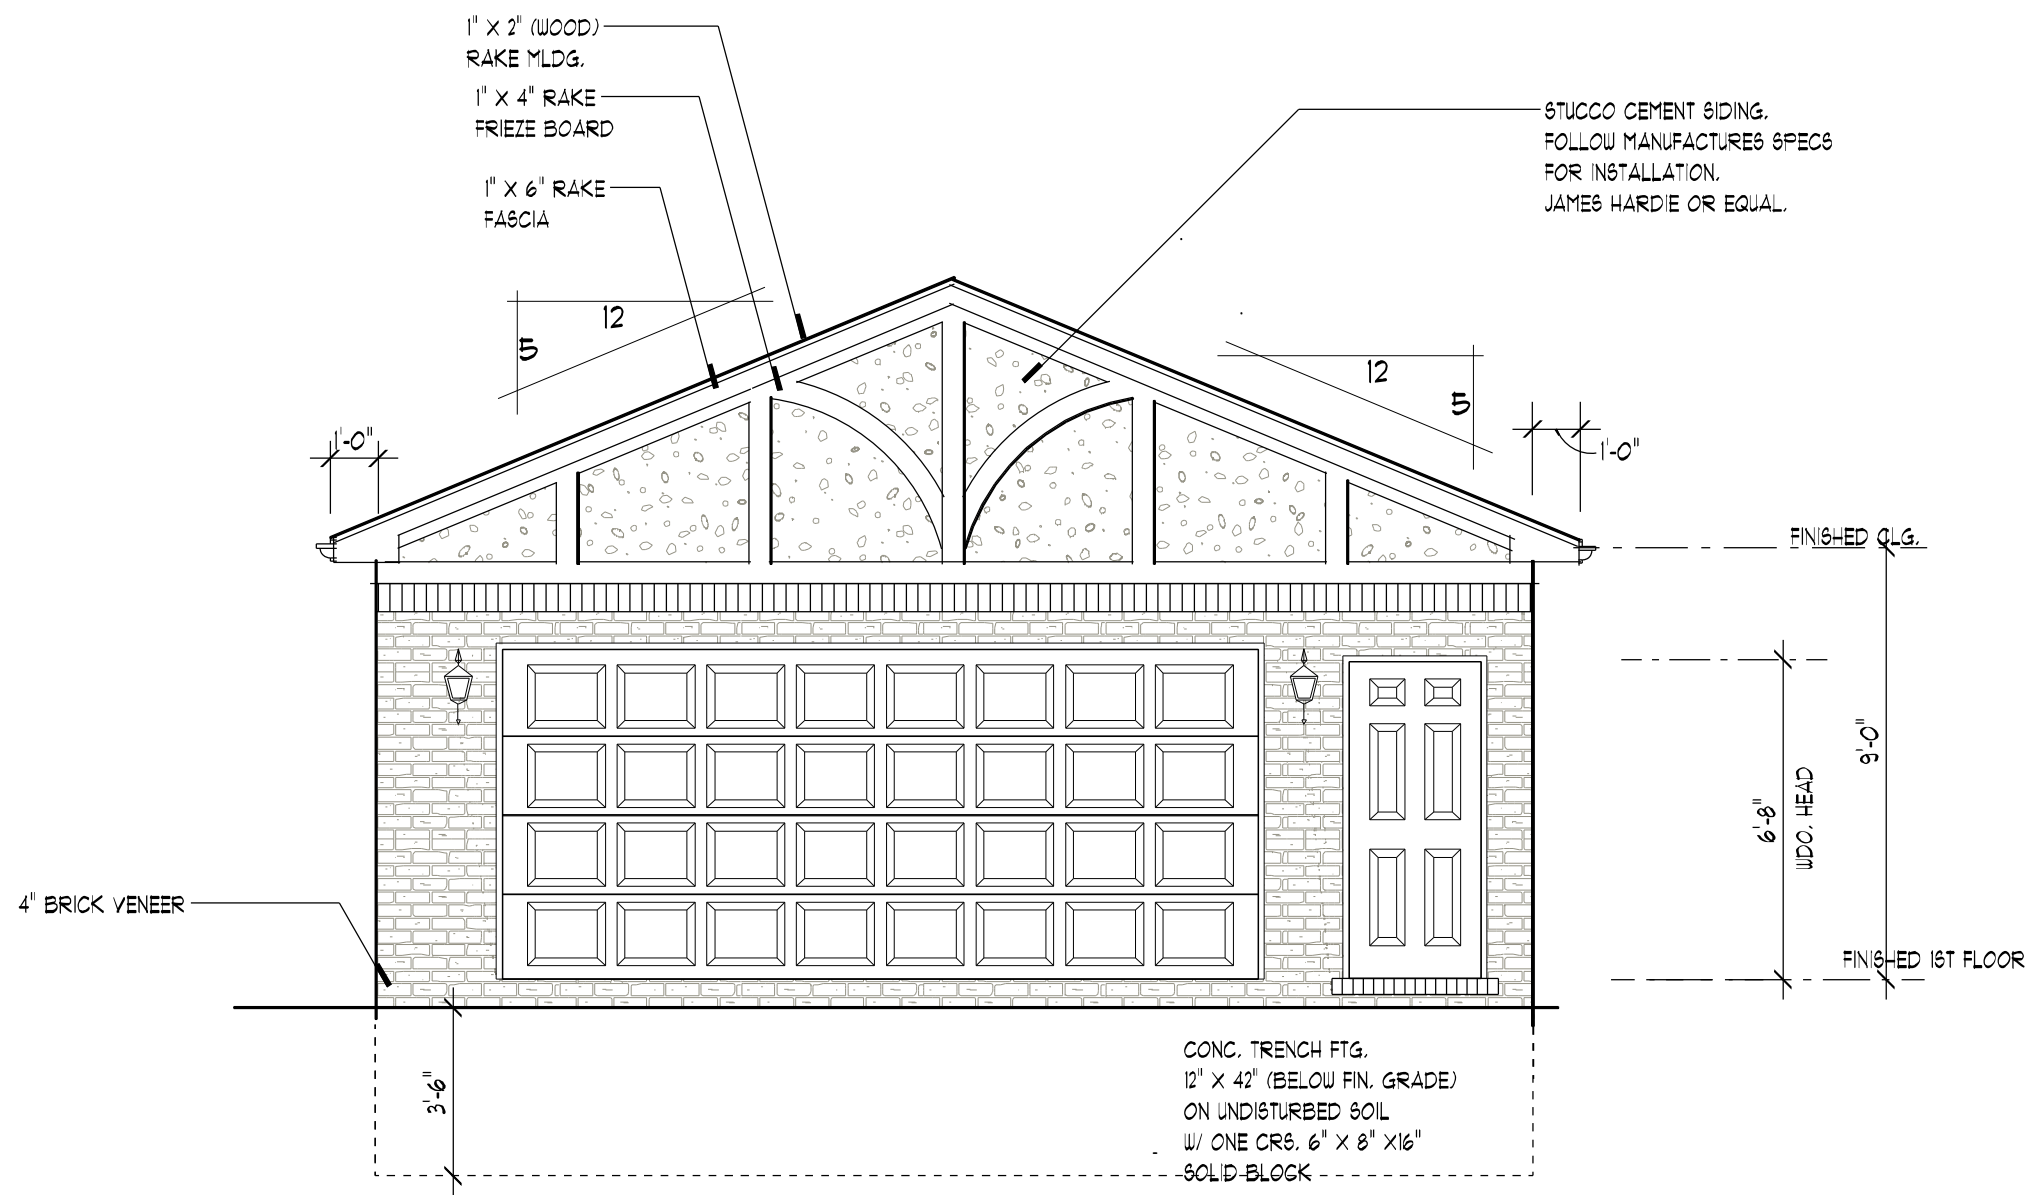 1" X 2" (WOOD)
RAKE MLDG.
1" X 4" RAKE
FRIEZE BOARD
1" X 6" RAKE
FASCIA
STUCCO CEMENT SIDING.
FOLLOW MANUFACTURES SPECS
FOR INSTALLATION.
JAMES HARDIE OR EQUAL.
12
5
12
5
1'-0"
1'-0"
FINISHED CLG.
9'-0"
6'-8"
WDO. HEAD
4" BRICK VENEER
FINISHED 1ST FLOOR
3'-6"
CONC. TRENCH FTG.
12" X 42" (BELOW FIN. GRADE)
ON UNDISTURBED SOIL
W/ ONE CRS. 6" X 8" X16"
SOLID BLOCK